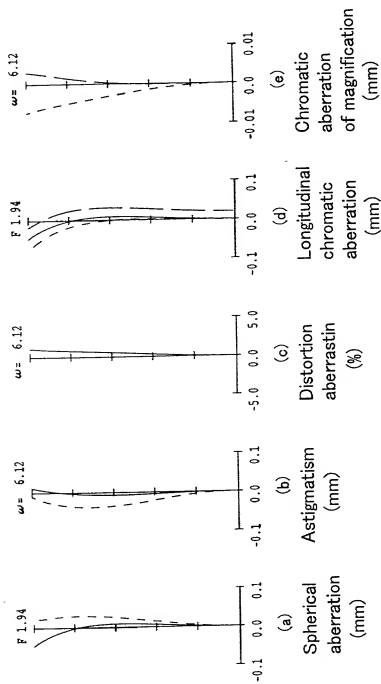 F 1.94
-0.1 0.0 0.1
(a)
Spherical
aberration
(mm)
ω= 6.12
-0.1 0.0 0.1
(b)
Astigmatism
(mm)
ω= 6.12
-5.0 0.0 5.0
(c)
Distortion
aberrastin
(%)
F 1.94
-0.1 0.0 0.1
(d)
Longitudinal
chromatic
aberration
(mm)
ω= 6.12
-0.01 0.0 0.01
(e)
Chromatic
aberration
of magnification
(mm)